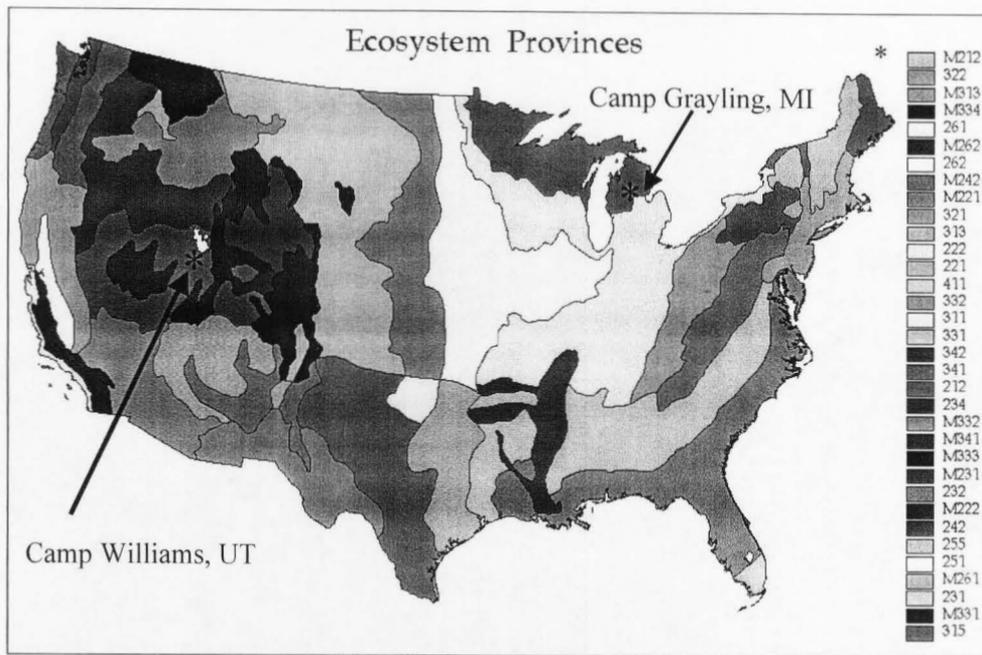 Ecosystem Provinces
*
Camp Grayling, MI
*
*
Camp Williams, UT
M212
322
M313
M334
261
M262
262
M242
M221
321
313
222
221
411
332
311
331
342
341
212
234
M332
M341
M333
M231
232
M222
242
255
251
M261
231
M331
315